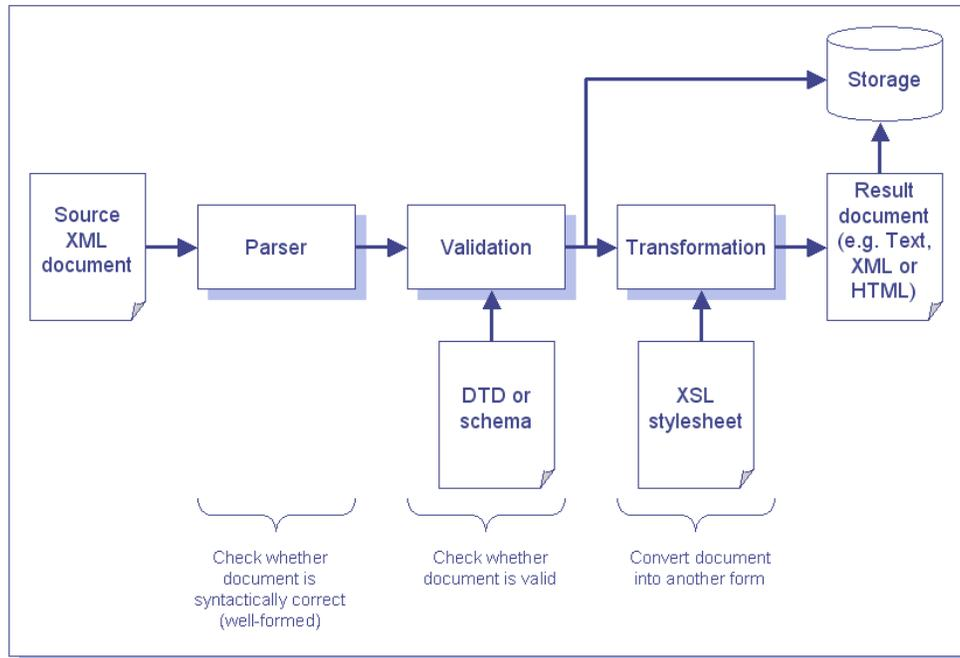 Storage
Source
XML
document
Parser
Validation
Transformation
Result
document
(e.g. Text,
XML or
HTML)
DTD or
schema
XSL
stylesheet
Check whether
document is
syntactically correct
(well-formed)
Check whether
document is valid
Convert document
into another form